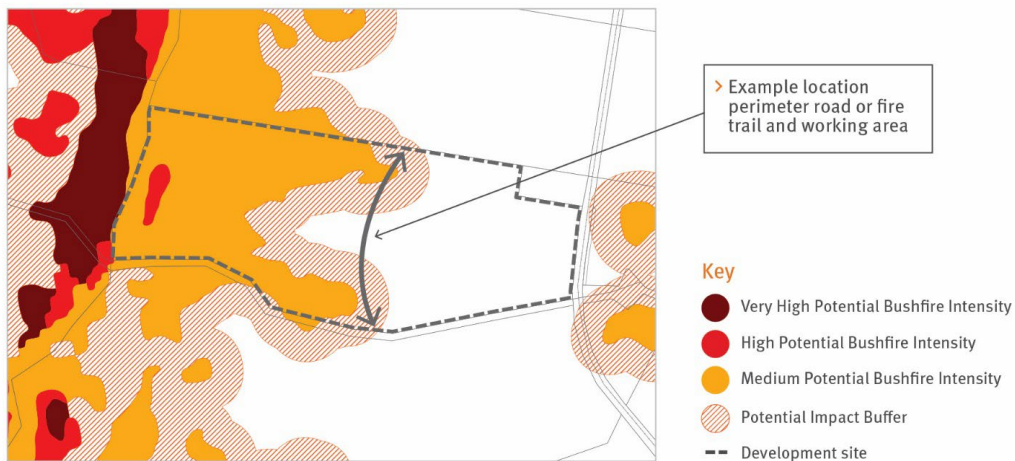 > Example location
perimeter road or fire
trail and working area
Key
Very High Potential Bushfire Intensity
High Potential Bushfire Intensity
Medium Potential Bushfire Intensity
Potential Impact Buffer
Development site